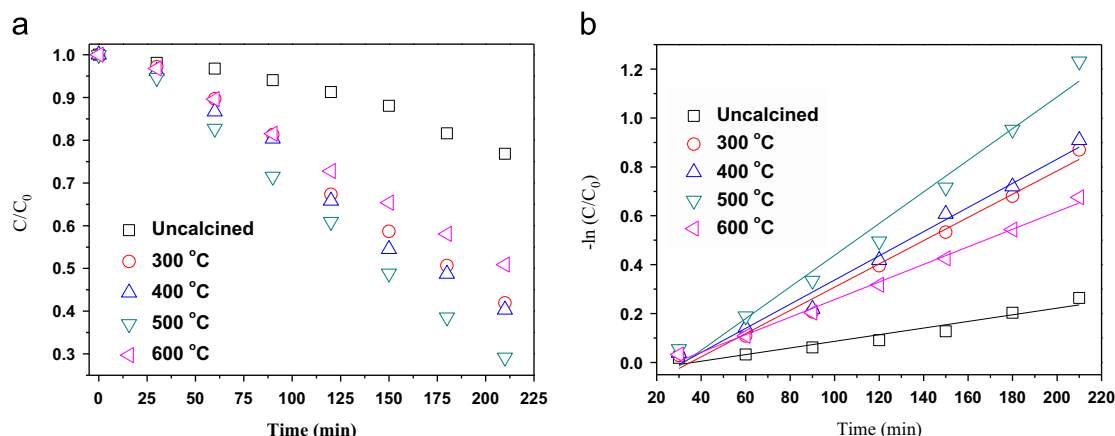 a
C/C0
1.0
0.9
0.8
0.7
0.6
0.5
0.4
0.3
Uncalcined
300 °C
400 °C
500 °C
600 °C
0 25 50 75 100 125 150 175 200 225
Time (min)
b
-ln (C/C0)
1.2
1.0
0.8
0.6
0.4
0.2
0.0
Uncalcined
300 °C
400 °C
500 °C
600 °C
20 40 60 80 100 120 140 160 180 200 220
Time (min)